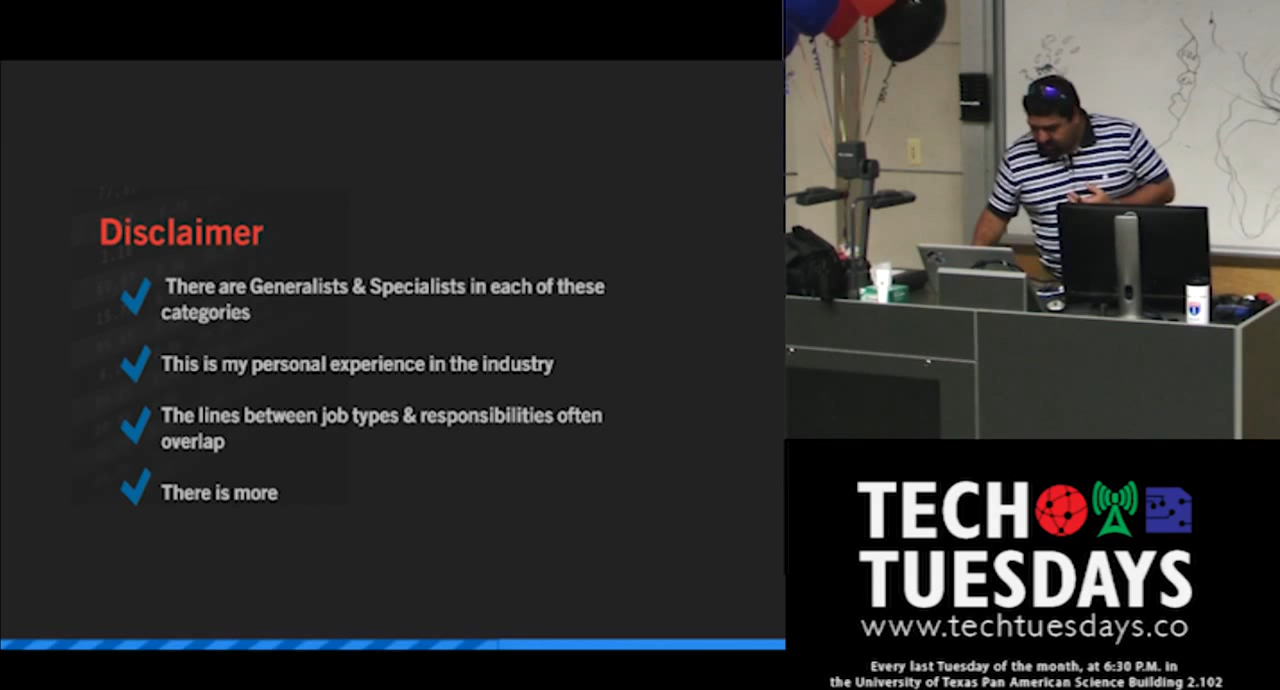 Disclaimer
There are Generalists & Specialists in each of these
categories
This is my personal experience in the industry
The lines between job types & responsibilities often
overlap
There is more
TECH
TUESDAYS
www.techtuesdays.co
Every last Tuesday of the month, at 6:30 P.M. in
the University of Texas Pan American Science Building 2.102